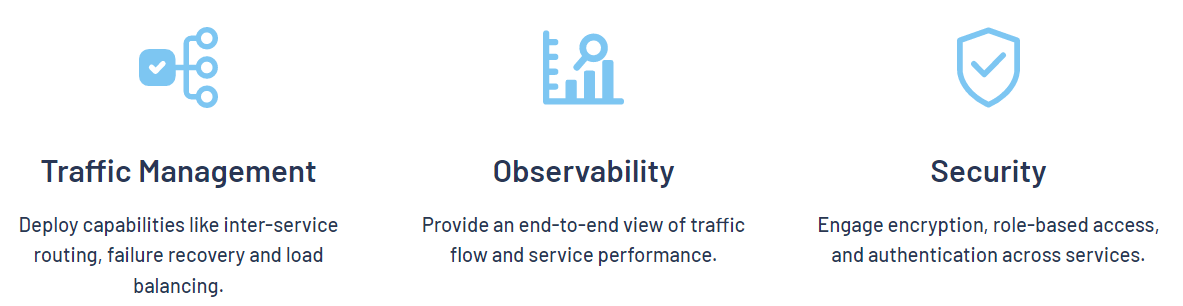 Traffic Management
Deploy capabilities like inter-service
routing, failure recovery and load
balancing.
Observability
Provide an end-to-end view of traffic
flow and service performance.
Security
Engage encryption, role-based access,
and authentication across services.